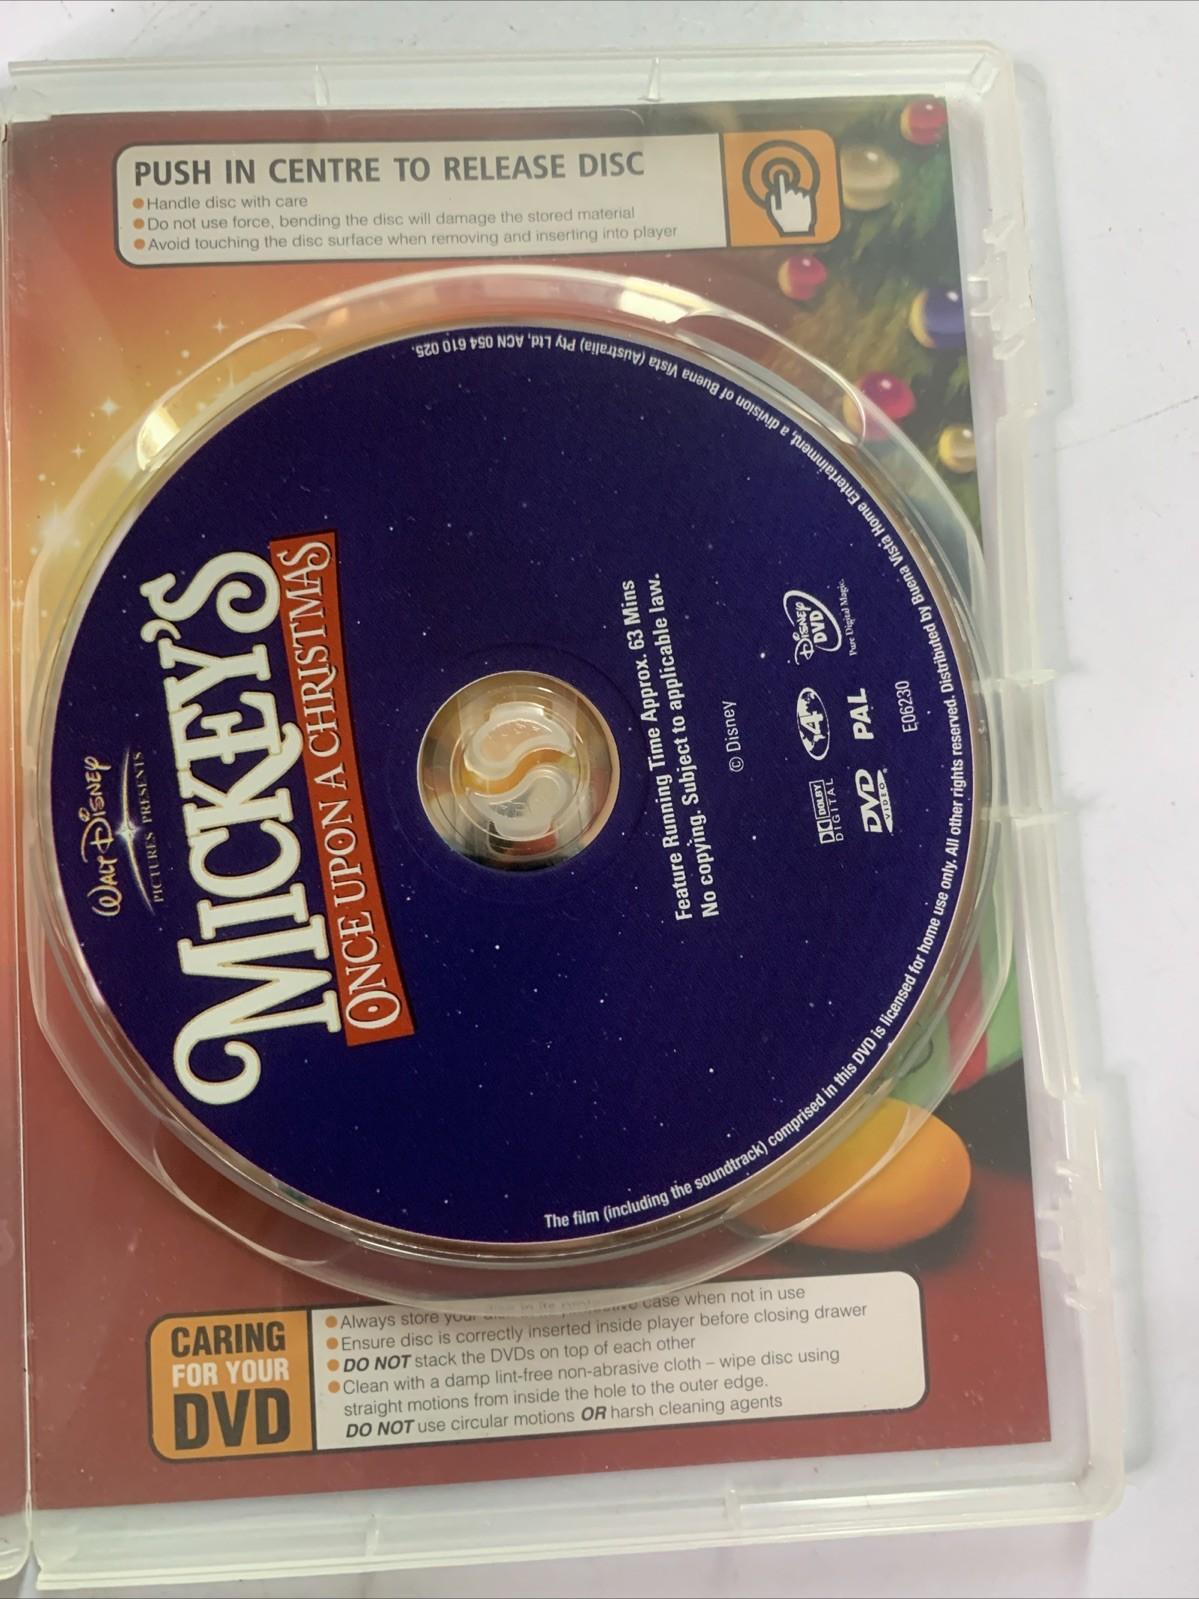 PUSH IN CENTRE TO RELEASE DISC
Handle disc with care
Do not use force, bending the disc will damage the stored material
Avoid touching the disc surface when removing and inserting into player
WALT DISNEY
PICTURES PRESENTS
MICKEY'S
ONCE UPON A CHRISTMAS
Feature Running Time Approx. 63 Mins
No copying. Subject to applicable law.
© Disney
DOLBY
DIGITAL
4
DISNEY
DVD
Pure Digital Magic.
DVD
VIDEO
PAL
E06230
The film (including the soundtrack) comprised in this DVD is licensed for home use only. All other rights reserved. Distributed by Buena Vista Home Entertainment, a division of Buena Vista (Australia) Pty Ltd, ACN 054 610 025.
CARING
FOR YOUR
DVD
Always store your disc in its protective case when not in use
Ensure disc is correctly inserted inside player before closing drawer
DO NOT stack the DVDs on top of each other
Clean with a damp lint-free non-abrasive cloth – wipe disc using
straight motions from inside the hole to the outer edge.
DO NOT use circular motions OR harsh cleaning agents